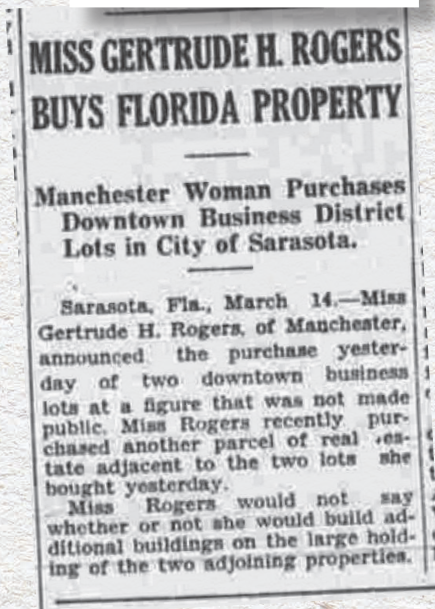 MISS GERTRUDE H. ROGERS
BUYS FLORIDA PROPERTY
Manchester Woman Purchases
Downtown Business District
Lots in City of Sarasota.
Sarasota, Fla., March 14.—Miss
Gertrude H. Rogers, of Manchester,
announced the purchase yester-
day of two downtown business
lots at a figure that was not made
public. Miss Rogers recently pur-
chased another parcel of real es-
tate adjacent to the two lots she
bought yesterday.
Miss Rogers would not say
whether or not she would build ad-
ditional buildings on the large hold-
ing of the two adjoining properties.